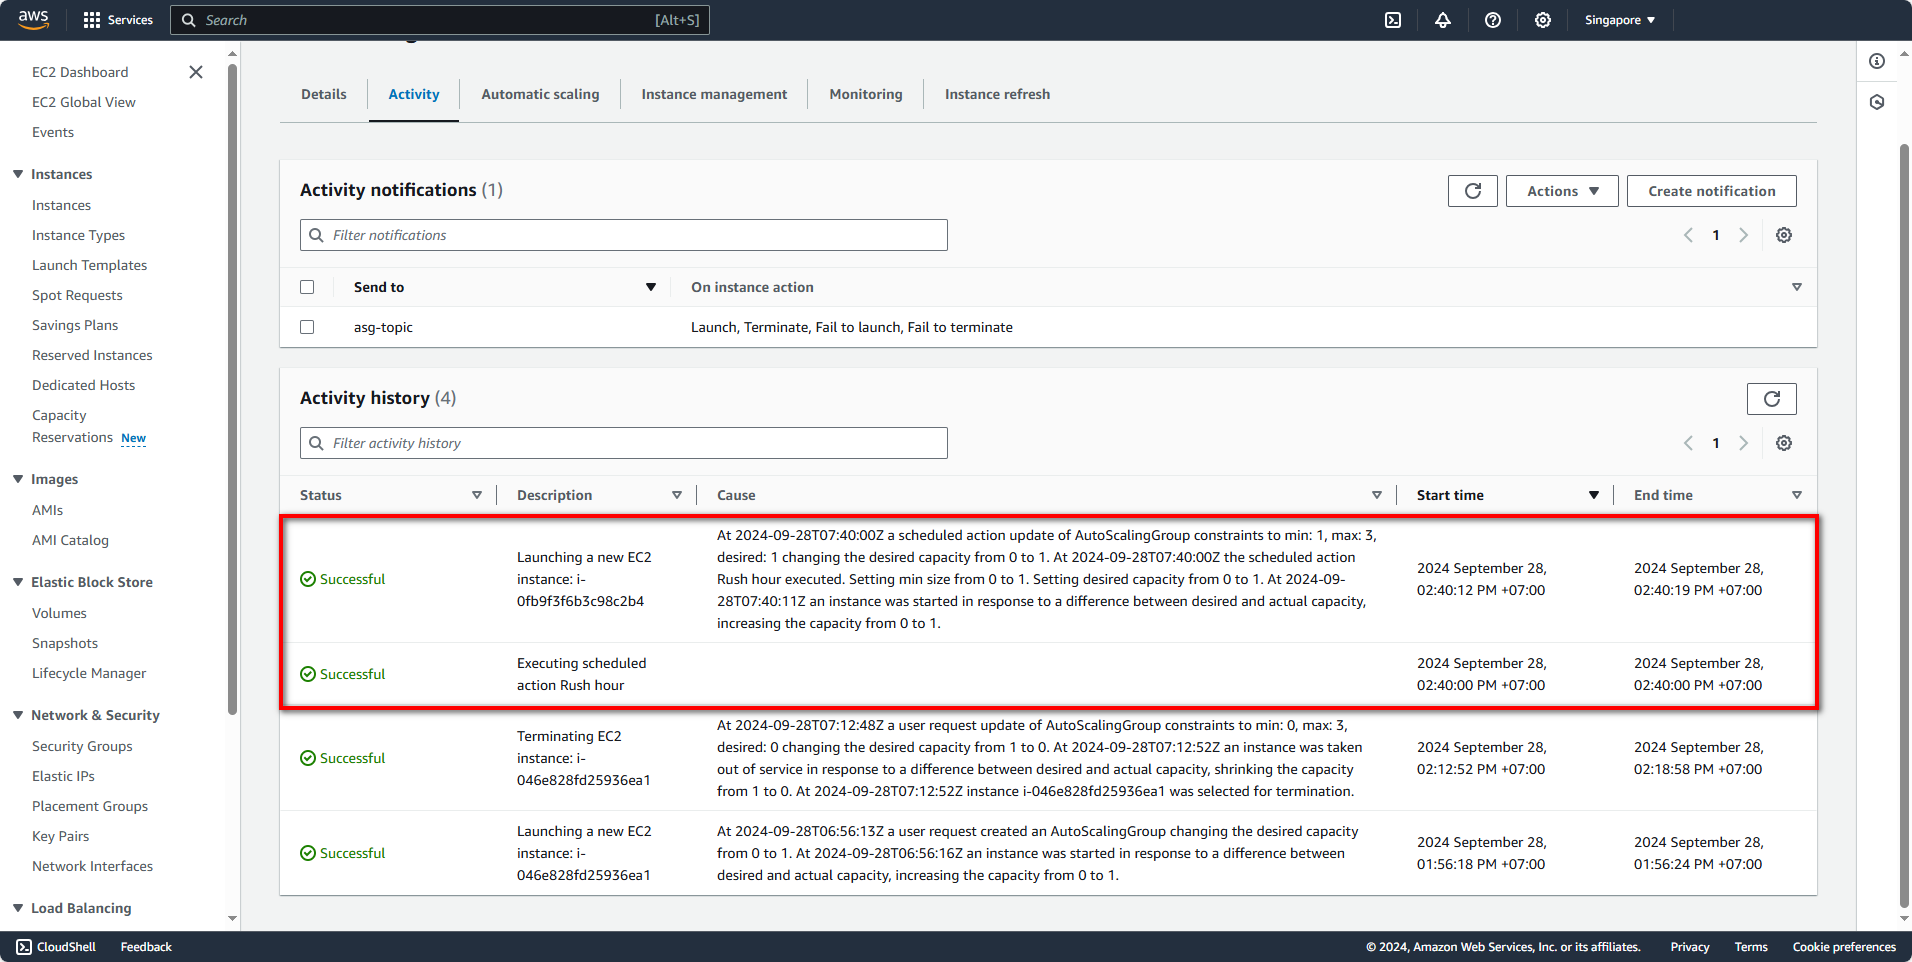 aws
Services
Search
[Alt+S]
Singapore
EC2 Dashboard
EC2 Global View
Events
Instances
Instances
Instance Types
Launch Templates
Spot Requests
Savings Plans
Reserved Instances
Dedicated Hosts
Capacity
Reservations New
Images
AMIs
AMI Catalog
Elastic Block Store
Volumes
Snapshots
Lifecycle Manager
Network & Security
Security Groups
Elastic IPs
Placement Groups
Key Pairs
Network Interfaces
Load Balancing
Details
Activity
Automatic scaling
Instance management
Monitoring
Instance refresh
Activity notifications (1)
Actions
Create notification
Filter notifications
1
Send to
On instance action
asg-topic
Launch, Terminate, Fail to launch, Fail to terminate
Activity history (4)
Filter activity history
1
Status
Description
Cause
Start time
End time
Successful
Launching a new EC2
instance: i-
0fb9f3f6b3c98c2b4
At 2024-09-28T07:40:00Z a scheduled action update of AutoScalingGroup constraints to min: 1, max: 3,
desired: 1 changing the desired capacity from 0 to 1. At 2024-09-28T07:40:00Z the scheduled action
Rush hour executed. Setting min size from 0 to 1. Setting desired capacity from 0 to 1. At 2024-09-
28T07:40:11Z an instance was started in response to a difference between desired and actual capacity,
increasing the capacity from 0 to 1.
2024 September 28,
02:40:12 PM +07:00
2024 September 28,
02:40:19 PM +07:00
Successful
Executing scheduled
action Rush hour
2024 September 28,
02:40:00 PM +07:00
2024 September 28,
02:40:00 PM +07:00
Successful
Terminating EC2
instance: i-
046e828fd25936ea1
At 2024-09-28T07:12:48Z a user request update of AutoScalingGroup constraints to min: 0, max: 3,
desired: 0 changing the desired capacity from 1 to 0. At 2024-09-28T07:12:52Z an instance was taken
out of service in response to a difference between desired and actual capacity, shrinking the capacity
from 1 to 0. At 2024-09-28T07:12:52Z instance i-046e828fd25936ea1 was selected for termination.
2024 September 28,
02:12:52 PM +07:00
2024 September 28,
02:18:58 PM +07:00
Successful
Launching a new EC2
instance: i-
046e828fd25936ea1
At 2024-09-28T06:56:13Z a user request created an AutoScalingGroup changing the desired capacity
from 0 to 1. At 2024-09-28T06:56:16Z an instance was started in response to a difference between
desired and actual capacity, increasing the capacity from 0 to 1.
2024 September 28,
01:56:18 PM +07:00
2024 September 28,
01:56:24 PM +07:00
CloudShell
Feedback
© 2024, Amazon Web Services, Inc. or its affiliates.
Privacy
Terms
Cookie preferences